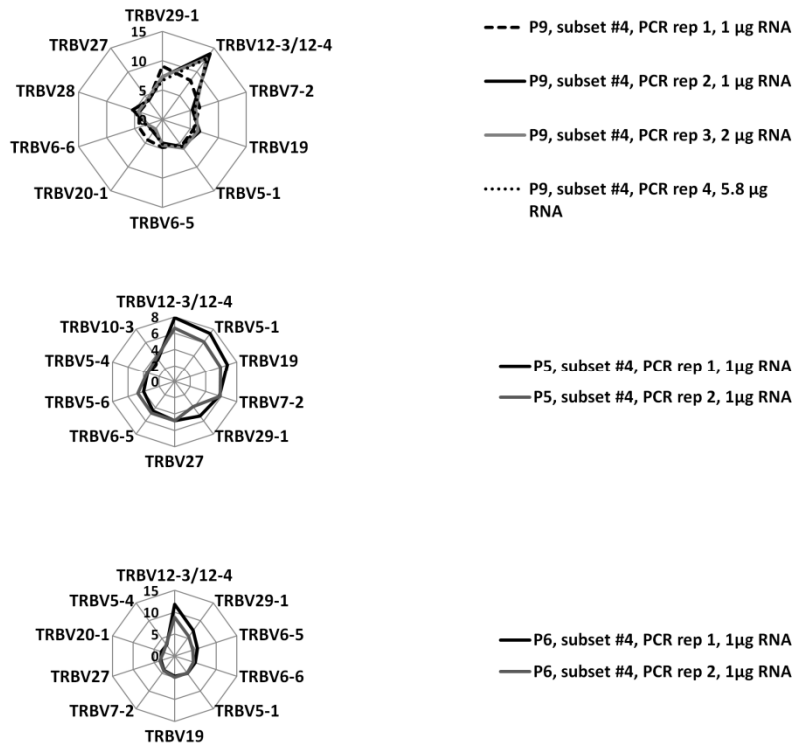 TRBV29-1
15
TRBV27
TRBV12-3/12-4
10
TRBV28
5
TRBV7-2
0
TRBV6-6
TRBV19
TRBV20-1
TRBV5-1
TRBV6-5
P9, subset #4, PCR rep 1, 1 µg RNA
P9, subset #4, PCR rep 2, 1 µg RNA
P9, subset #4, PCR rep 3, 2 µg RNA
P9, subset #4, PCR rep 4, 5.8 µg
RNA
TRBV12-3/12-4
8
TRBV10-3
TRBV5-1
6
4
TRBV5-4
TRBV19
2
0
TRBV5-6
TRBV7-2
TRBV6-5
TRBV29-1
TRBV27
P5, subset #4, PCR rep 1, 1µg RNA
P5, subset #4, PCR rep 2, 1µg RNA
TRBV12-3/12-4
15
TRBV5-4
TRBV29-1
10
TRBV20-1
5
TRBV6-5
0
TRBV27
TRBV6-6
TRBV7-2
TRBV5-1
TRBV19
P6, subset #4, PCR rep 1, 1µg RNA
P6, subset #4, PCR rep 2, 1µg RNA